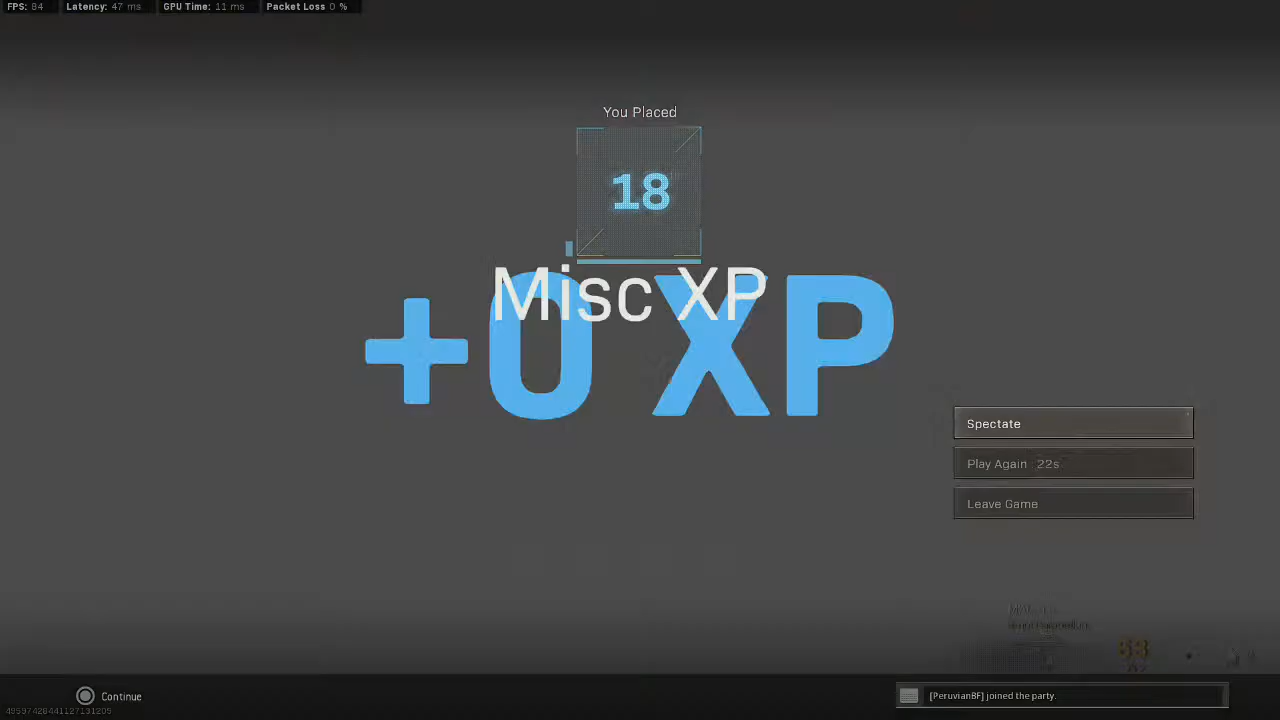 FPS: 84 Latency: 47 ms GPU Time: 11 ms Packet Loss 0 %
You Placed
18
Misc XP
+0 XP
Spectate
Play Again 22s
Leave Game
Continue
[PeruvianBF] joined the party.